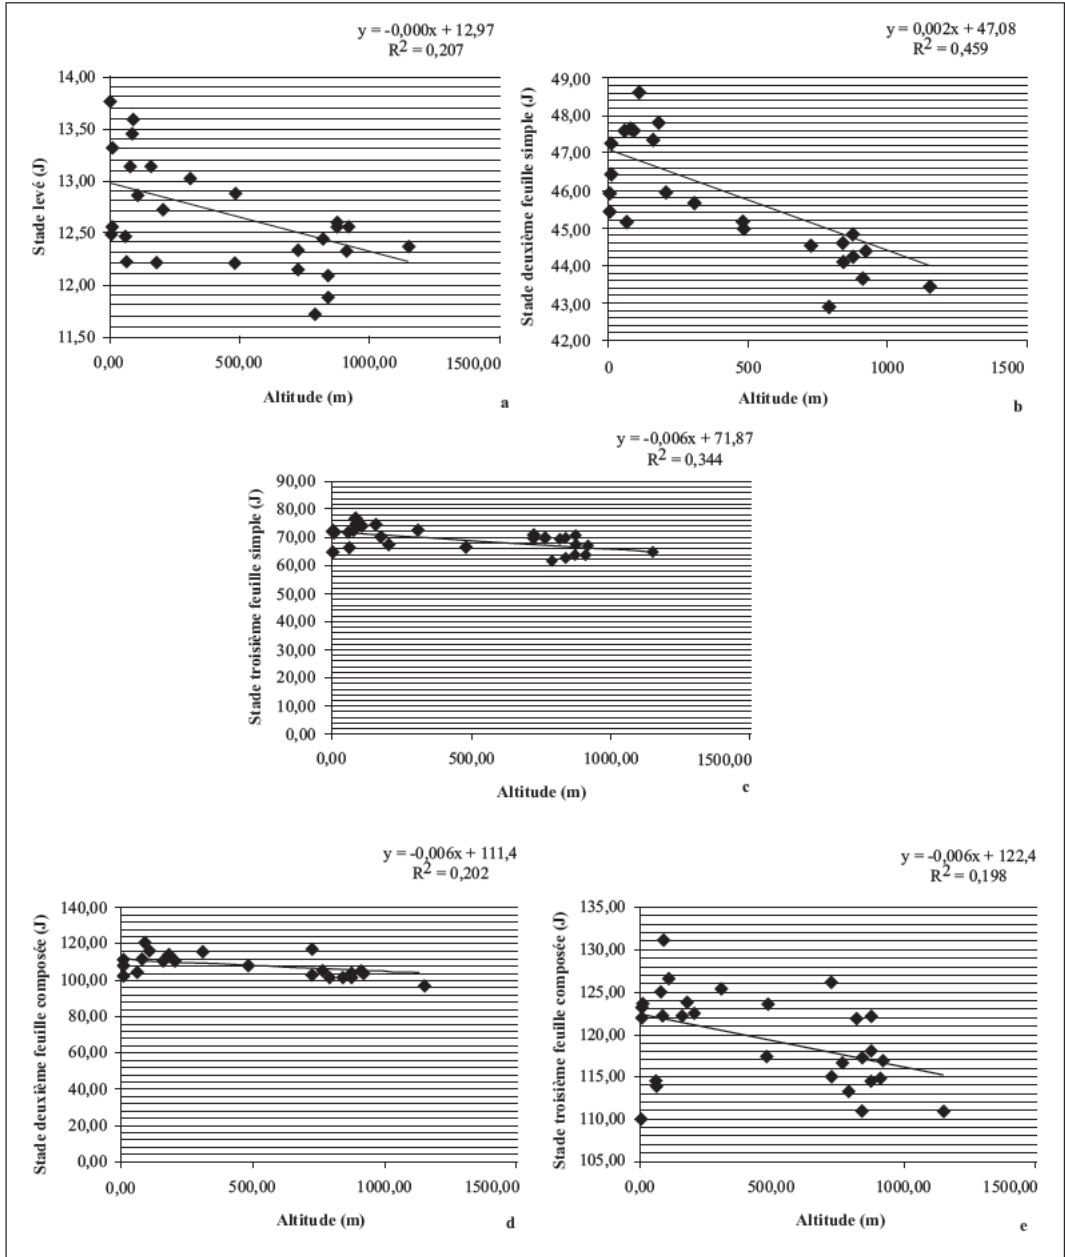 y = -0,000x + 12,97
R2 = 0,207
14,00
13,50
13,00
12,50
12,00
11,50
Stade levé (J)
0,00 500,00 1000,00 1500,00
Altitude (m)
a
y = 0,002x + 47,08
R2 = 0,459
49,00
48,00
47,00
46,00
45,00
44,00
43,00
42,00
Stade deuxième feuille simple (J)
0 500 1000 1500
Altitude (m)
b
y = -0,006x + 71,87
R2 = 0,344
90,00
80,00
70,00
60,00
50,00
40,00
30,00
20,00
10,00
0,00
Stade troisième feuille simple (J)
0,00 500,00 1000,00 1500,00
Altitude (m)
c
y = -0,006x + 111,4
R2 = 0,202
140,00
120,00
100,00
80,00
60,00
40,00
20,00
0,00
Stade deuxième feuille composée (J)
0,00 500,00 1000,00 1500,00
Altitude (m)
d
y = -0,006x + 122,4
R2 = 0,198
135,00
130,00
125,00
120,00
115,00
110,00
105,00
Stade troisième feuille composée (J)
0,00 500,00 1000,00 1500,00
Altitude (m)
e